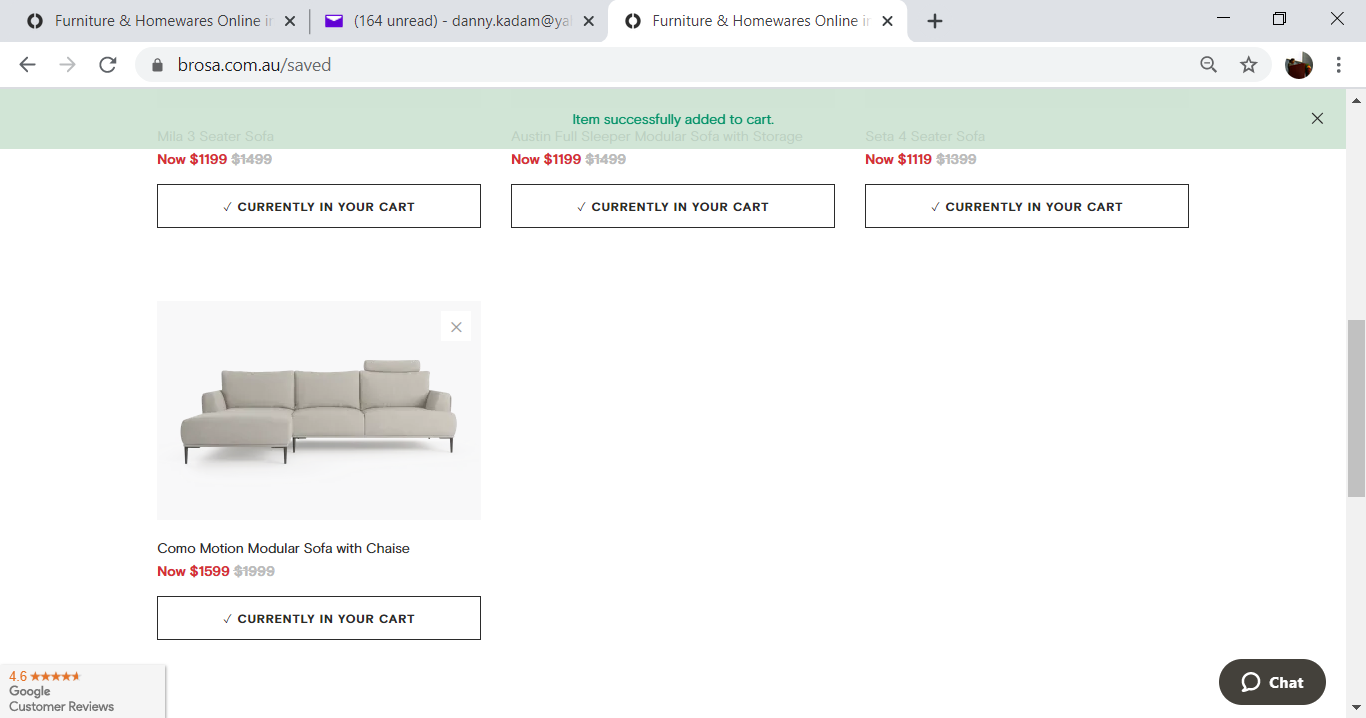 Furniture & Homewares Online in
(164 unread) - danny.kadam@yal
Furniture & Homewares Online in
brosa.com.au/saved
Item successfully added to cart.
Mila 3 Seater Sofa
Austin Full Sleeper Modular Sofa with Storage
Seta 4 Seater Sofa
Now $1199 $1499
Now $1199 $1499
Now $1119 $1399
✓ CURRENTLY IN YOUR CART
✓ CURRENTLY IN YOUR CART
✓ CURRENTLY IN YOUR CART
Como Motion Modular Sofa with Chaise
Now $1599 $1999
✓ CURRENTLY IN YOUR CART
4.6 ★★★★★
Google
Customer Reviews
Chat